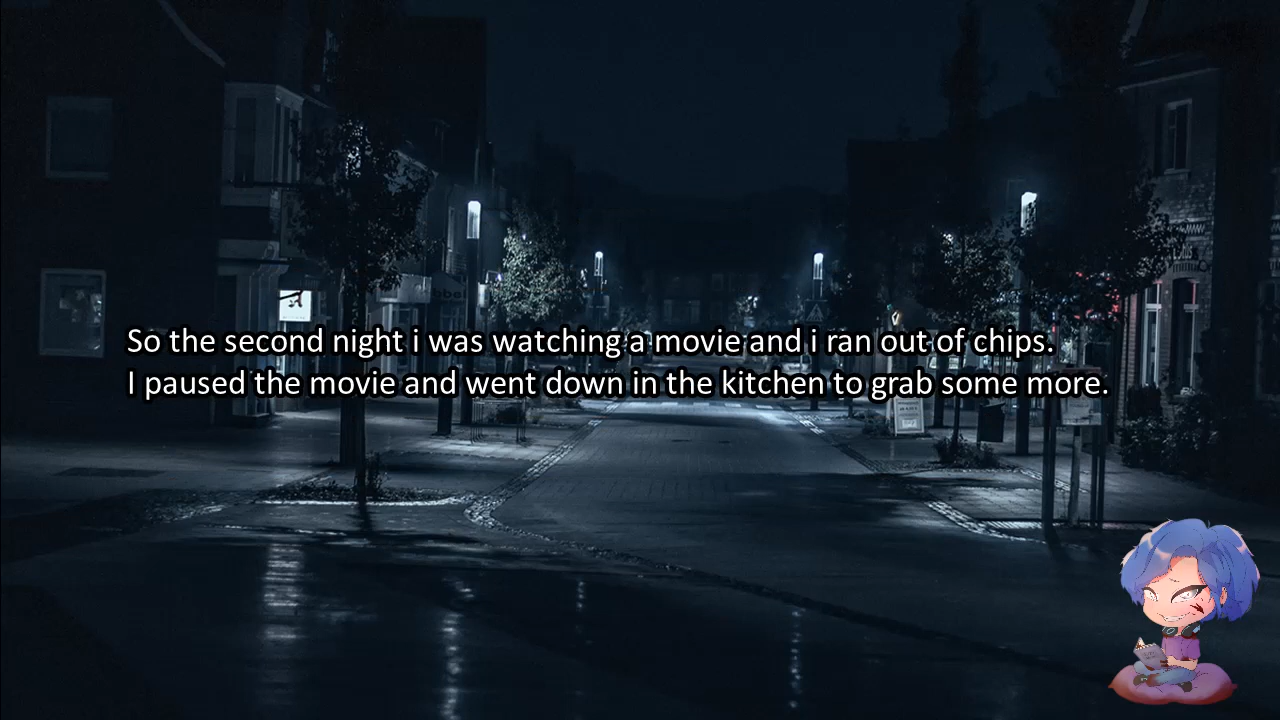 So the second night i was watching a movie and i ran out of chips.
I paused the movie and went down in the kitchen to grab some more.